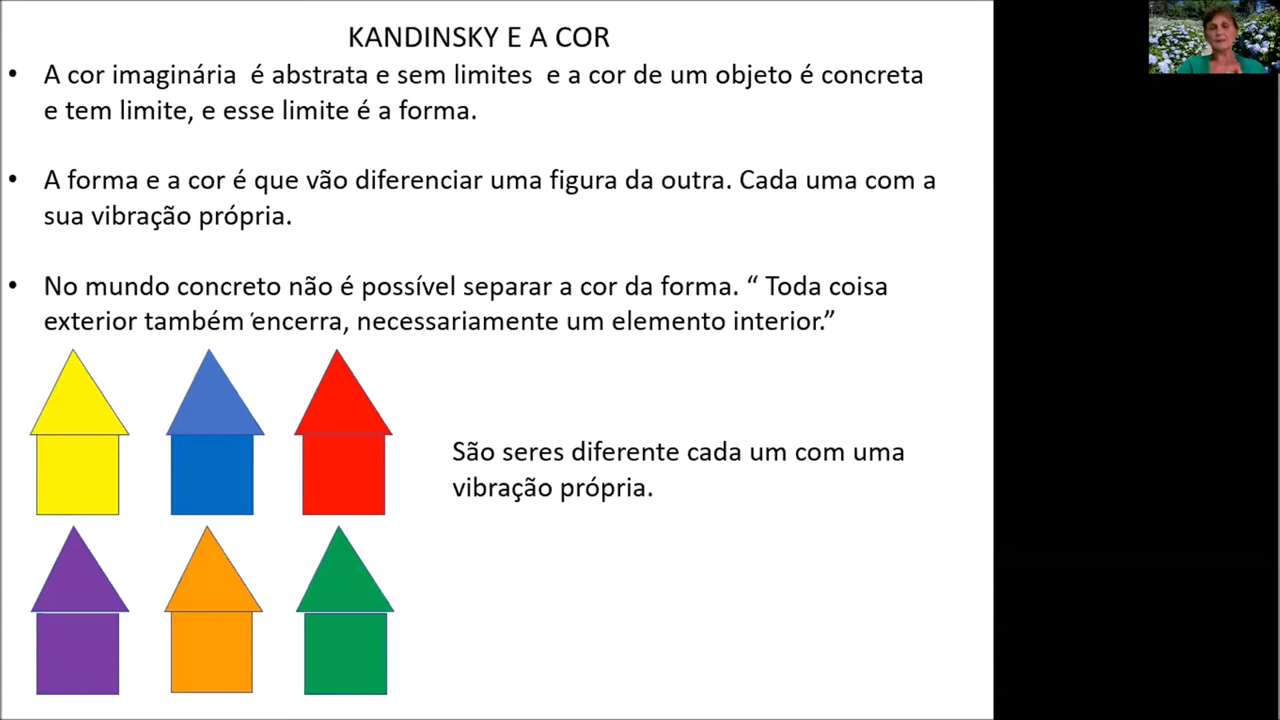 KANDINSKY E A COR
• A cor imaginária é abstrata e sem limites e a cor de um objeto é concreta
e tem limite, e esse limite é a forma.
• A forma e a cor é que vão diferenciar uma figura da outra. Cada uma com a
sua vibração própria.
• No mundo concreto não é possível separar a cor da forma. “ Toda coisa
exterior também encerra, necessariamente um elemento interior.”
São seres diferente cada um com uma
vibração própria.